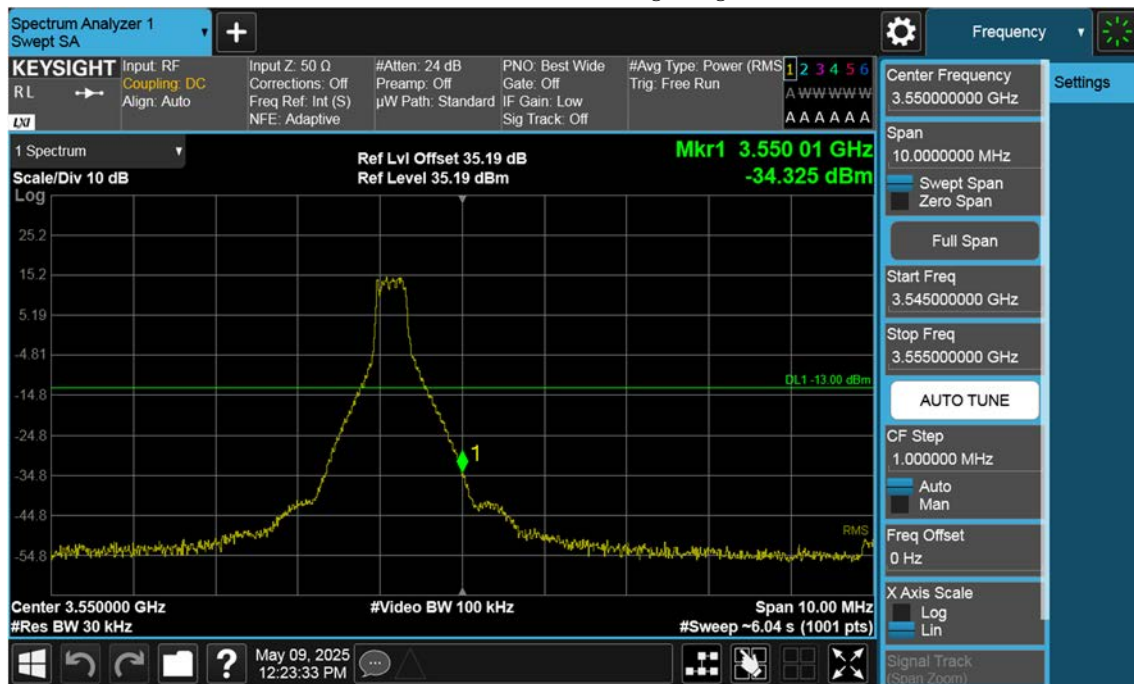 Spectrum Analyzer 1
Swept SA
Frequency
KEYSIGHT
RL
LXI
Input: RF
Coupling: DC
Align: Auto
Input Z: 50 Ω
Corrections: Off
Freq Ref: Int (S)
NFE: Adaptive
#Atten: 24 dB
Preamp: Off
µW Path: Standard
PNO: Best Wide
Gate: Off
IF Gain: Low
Sig Track: Off
#Avg Type: Power (RMS
Trig: Free Run
1 2 3 4 5 6
A W W W W W
A A A A A A
1 Spectrum
Scale/Div 10 dB
Ref Lvl Offset 35.19 dB
Ref Level 35.19 dBm
Mkr1 3.550 01 GHz
-34.325 dBm
Log
25.2
15.2
5.19
-4.81
-14.8
-24.8
-34.8
-44.8
-54.8
DL1 -13.00 dBm
1
RMS
Center 3.550000 GHz
#Res BW 30 kHz
#Video BW 100 kHz
Span 10.00 MHz
#Sweep ~6.04 s (1001 pts)
?
May 09, 2025
12:23:33 PM
Center Frequency
3.550000000 GHz
Settings
Span
10.0000000 MHz
Swept Span
Zero Span
Full Span
Start Freq
3.545000000 GHz
Stop Freq
3.555000000 GHz
AUTO TUNE
CF Step
1.000000 MHz
Auto
Man
Freq Offset
0 Hz
X Axis Scale
Log
Lin
Signal Track
(Span Zoom)